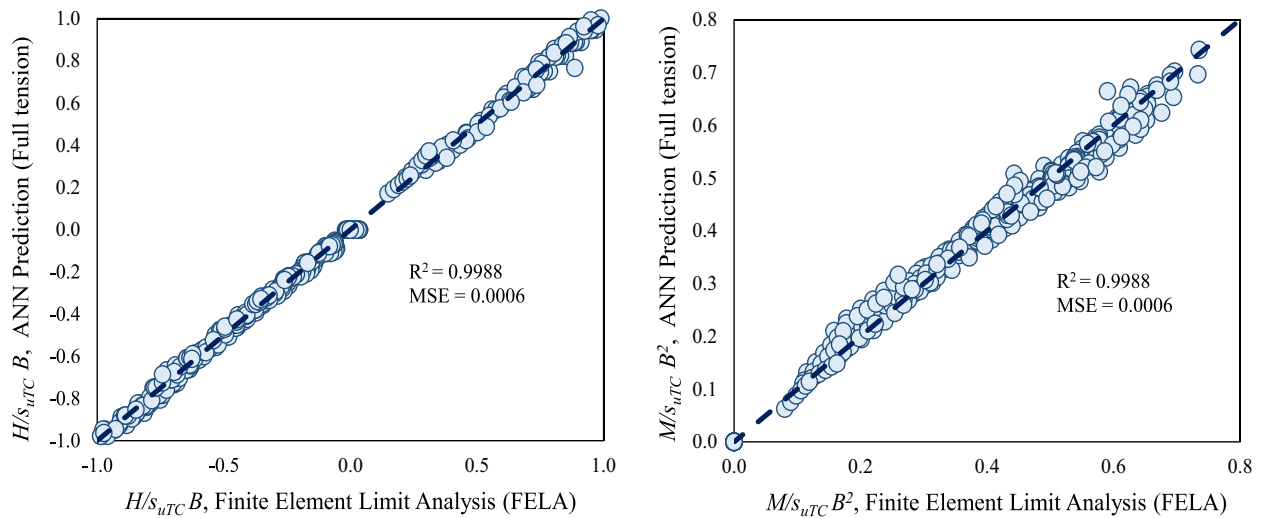 H/s_uTC B, ANN Prediction (Full tension)
1.0
0.8
0.6
0.4
0.2
0.0
-0.2
-0.4
-0.6
-0.8
-1.0
R² = 0.9988
MSE = 0.0006
-1.0 -0.5 0.0 0.5 1.0
H/s_uTC B, Finite Element Limit Analysis (FELA)
M/s_uTC B², ANN Prediction (Full tension)
0.8
0.7
0.6
0.5
0.4
0.3
0.2
0.1
0.0
R² = 0.9988
MSE = 0.0006
0.0 0.2 0.4 0.6 0.8
M/s_uTC B², Finite Element Limit Analysis (FELA)